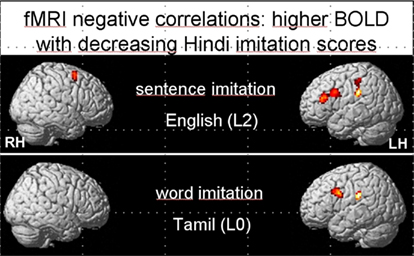 fMRI negative correlations: higher BOLD
with decreasing Hindi imitation scores
sentence imitation
English (L2)
RH
LH
word imitation
Tamil (L0)